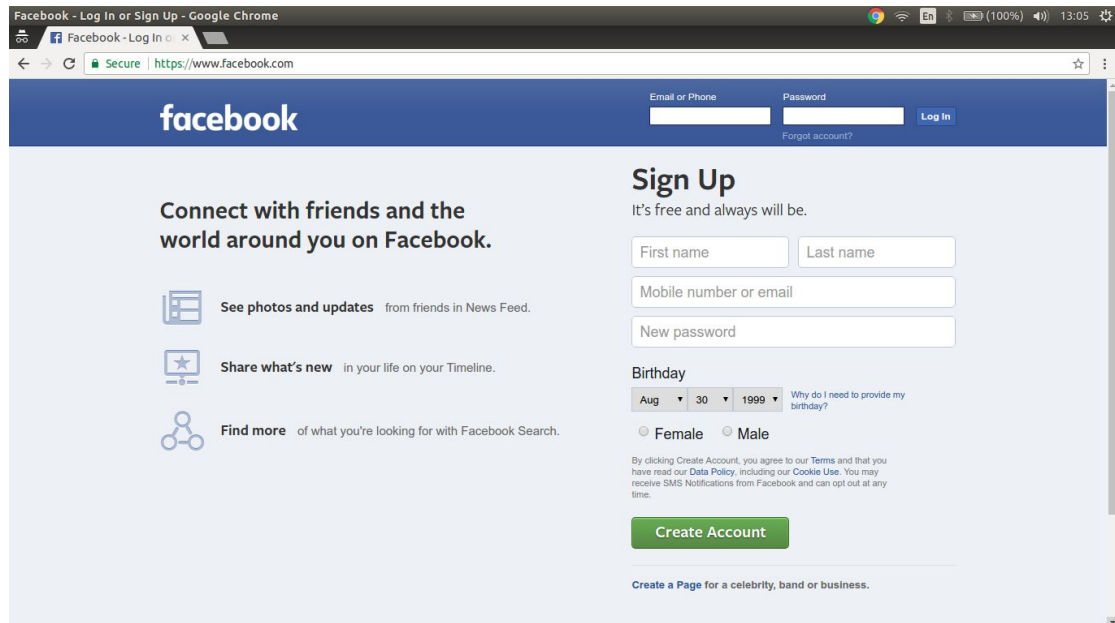 Facebook - Log In or Sign Up - Google Chrome
En
(100%)
13:05
Facebook - Log In o
Secure
https://www.facebook.com
facebook
Email or Phone
Password
Log In
Forgot account?
Connect with friends and the
world around you on Facebook.
See photos and updates from friends in News Feed.
Share what's new in your life on your Timeline.
Find more of what you're looking for with Facebook Search.
Sign Up
It's free and always will be.
First name
Last name
Mobile number or email
New password
Birthday
Aug
30
1999
Why do I need to provide my
birthday?
Female
Male
By clicking Create Account, you agree to our Terms and that you
have read our Data Policy, including our Cookie Use. You may
receive SMS Notifications from Facebook and can opt out at any
time.
Create Account
Create a Page for a celebrity, band or business.